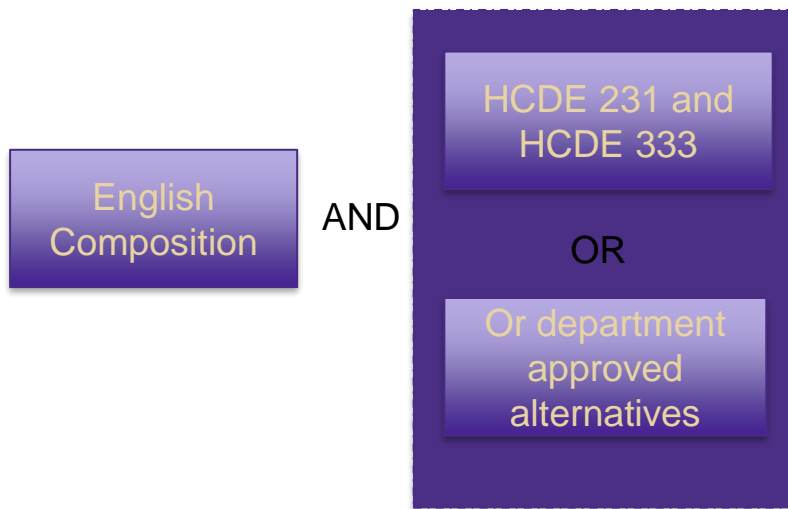 English
Composition
AND
HCDE 231 and
HCDE 333
OR
Or department
approved
alternatives